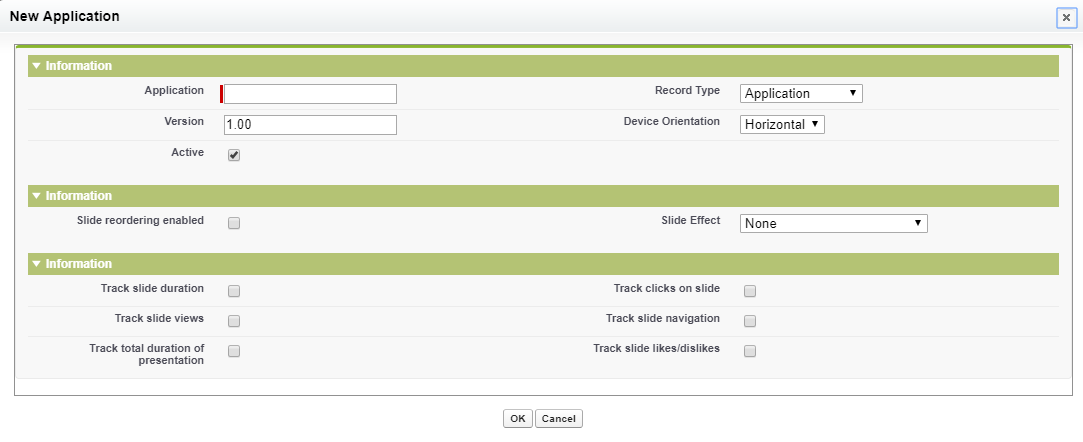 New Application
Information
Application
Record Type
Application
Version
1.00
Device Orientation
Horizontal
Active
Information
Slide reordering enabled
Slide Effect
None
Information
Track slide duration
Track clicks on slide
Track slide views
Track slide navigation
Track total duration of
presentation
Track slide likes/dislikes
OK
Cancel